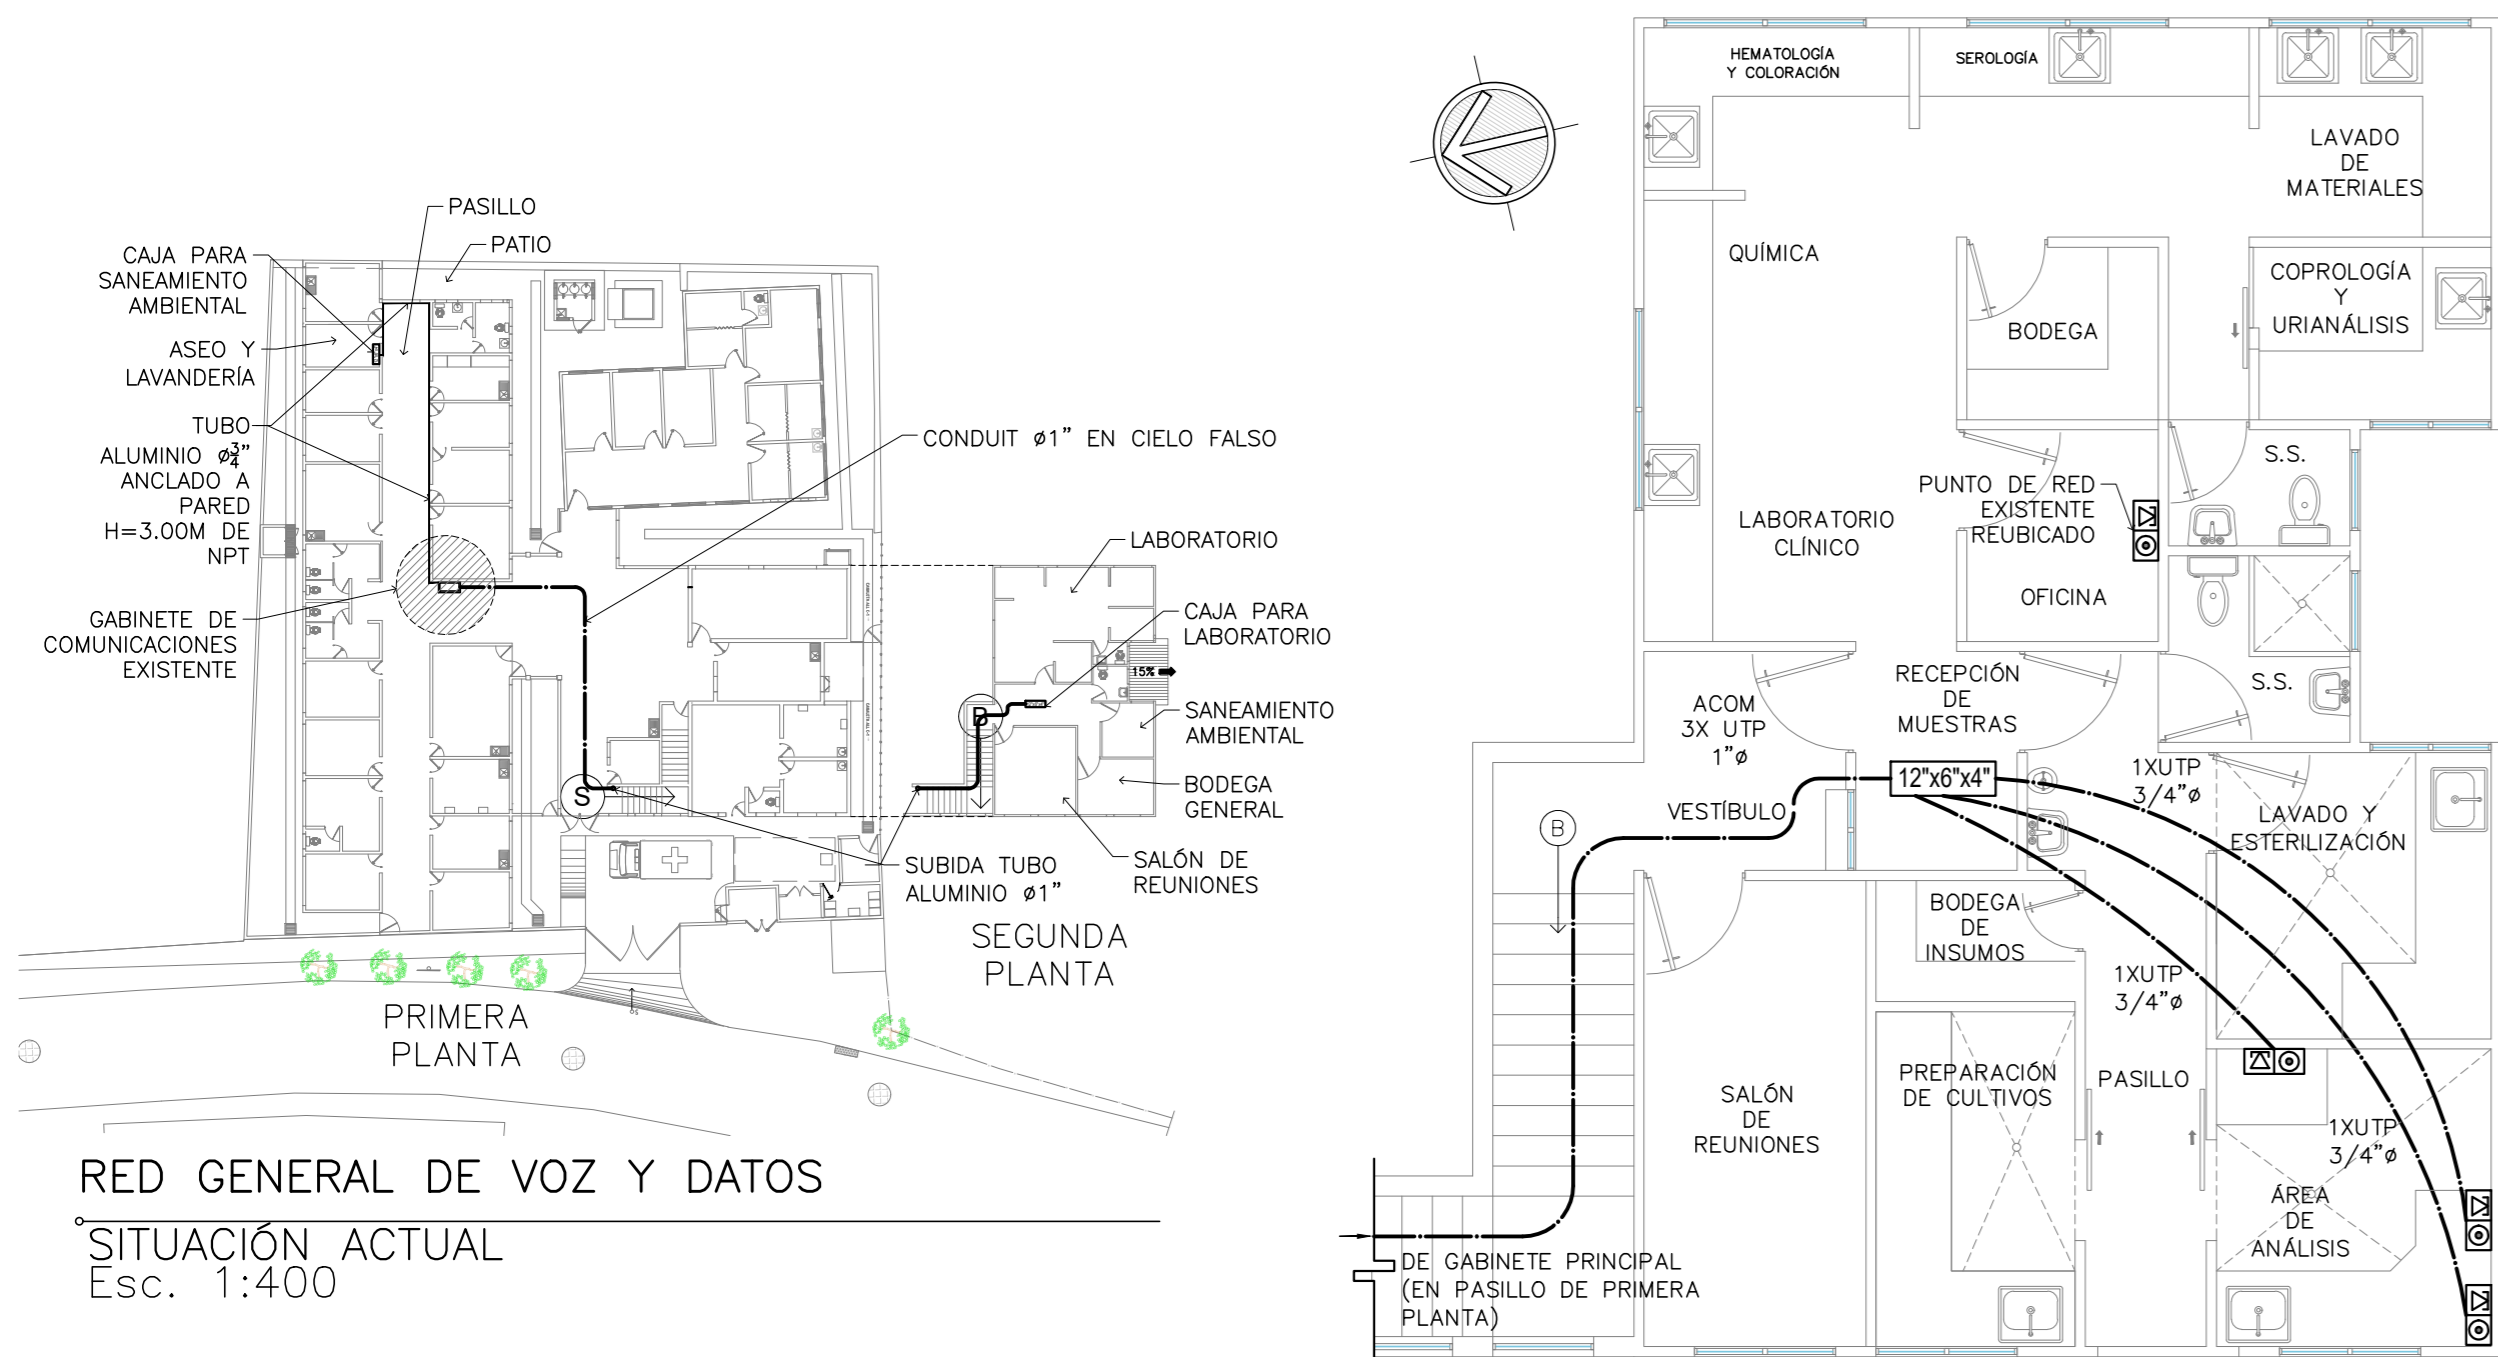 PASILLO
PATIO
CAJA PARA
SANEAMIENTO
AMBIENTAL
ASEO Y
LAVANDERÍA
TUBO
ALUMINIO ø3/4"
ANCLADO A
PARED
H=3.00M DE
NPT
GABINETE DE
COMUNICACIONES
EXISTENTE
CONDUIT ø1" EN CIELO FALSO
LABORATORIO
CAJA PARA
LABORATORIO
15%
SANEAMIENTO
AMBIENTAL
BODEGA
GENERAL
SALÓN DE
REUNIONES
B
S
SUBIDA TUBO
ALUMINIO ø1"
SEGUNDA
PLANTA
PRIMERA
PLANTA
RED GENERAL DE VOZ Y DATOS
SITUACIÓN ACTUAL
Esc. 1:400
HEMATOLOGÍA
Y COLORACIÓN
SEROLOGÍA
LAVADO
DE
MATERIALES
QUÍMICA
BODEGA
COPROLOGÍA
Y
URIANÁLISIS
S.S.
PUNTO DE RED
EXISTENTE
REUBICADO
LABORATORIO
CLÍNICO
OFICINA
RECEPCIÓN
DE
MUESTRAS
S.S.
ACOM
3X UTP
1"ø
12"x6"x4"
1XUTP
3/4"ø
VESTÍBULO
B
LAVADO Y
ESTERILIZACIÓN
BODEGA
DE
INSUMOS
1XUTP
3/4"ø
PREPARACIÓN
DE CULTIVOS
PASILLO
SALÓN
DE
REUNIONES
1XUTP
3/4"ø
ÁREA
DE
ANÁLISIS
DE GABINETE PRINCIPAL
(EN PASILLO DE PRIMERA
PLANTA)